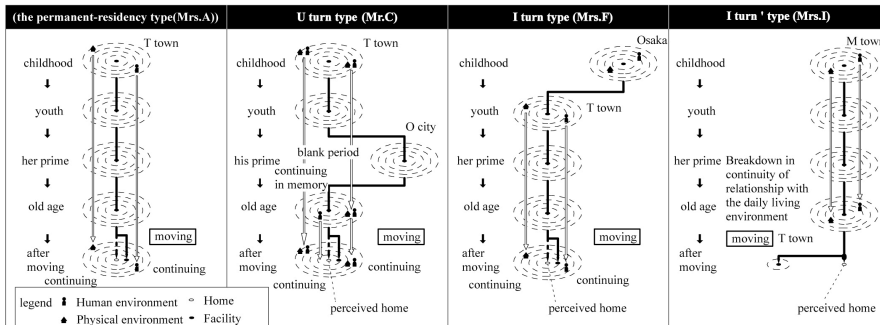 (the permanent-residency type(Mrs.A))
T town
childhood
youth
her prime
old age
moving
after
moving
continuing
continuing
legend
Human environment
Home
Physical environment
Facility
U turn type (Mr.C)
T town
childhood
youth
O city
blank period
his prime
continuing
in memory
old age
moving
after
moving
continuing
continuing
perceived home
I turn type (Mrs.F)
Osaka
childhood
youth
T town
her prime
old age
moving
after
moving
continuing
continuing
perceived home
I turn ' type (Mrs.I)
M town
childhood
youth
her prime
Breakdown in
continuity of
relationship with
the daily living
environment
old age
moving
T town
after
moving
perceived home